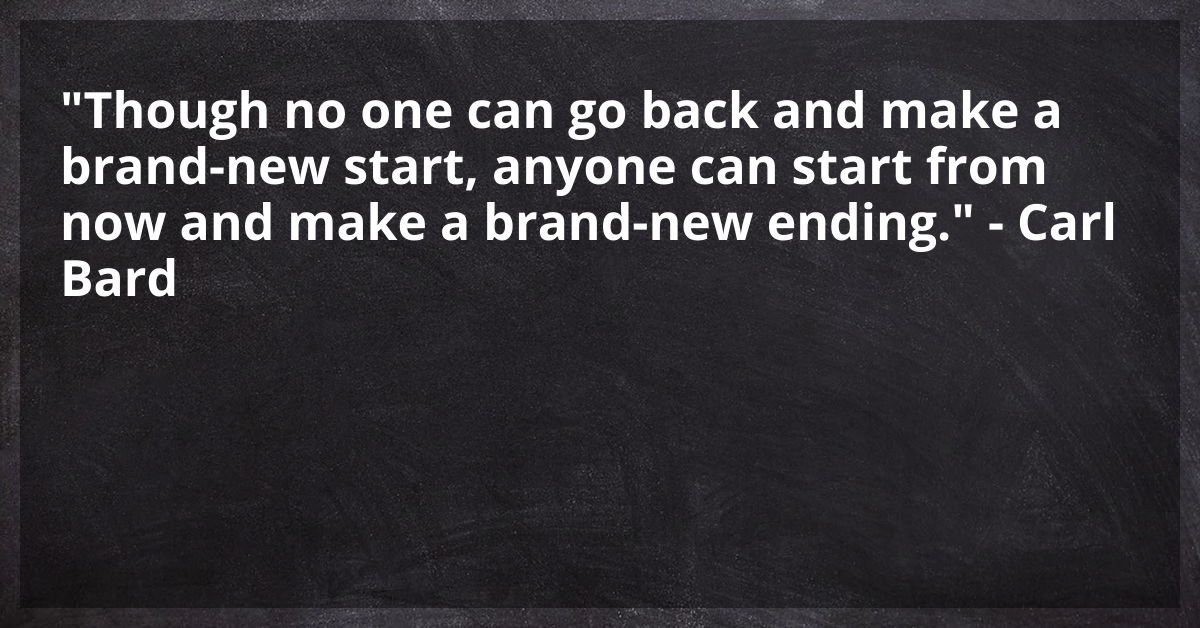 "Though no one can go back and make a
brand-new start, anyone can start from
now and make a brand-new ending." - Carl
Bard